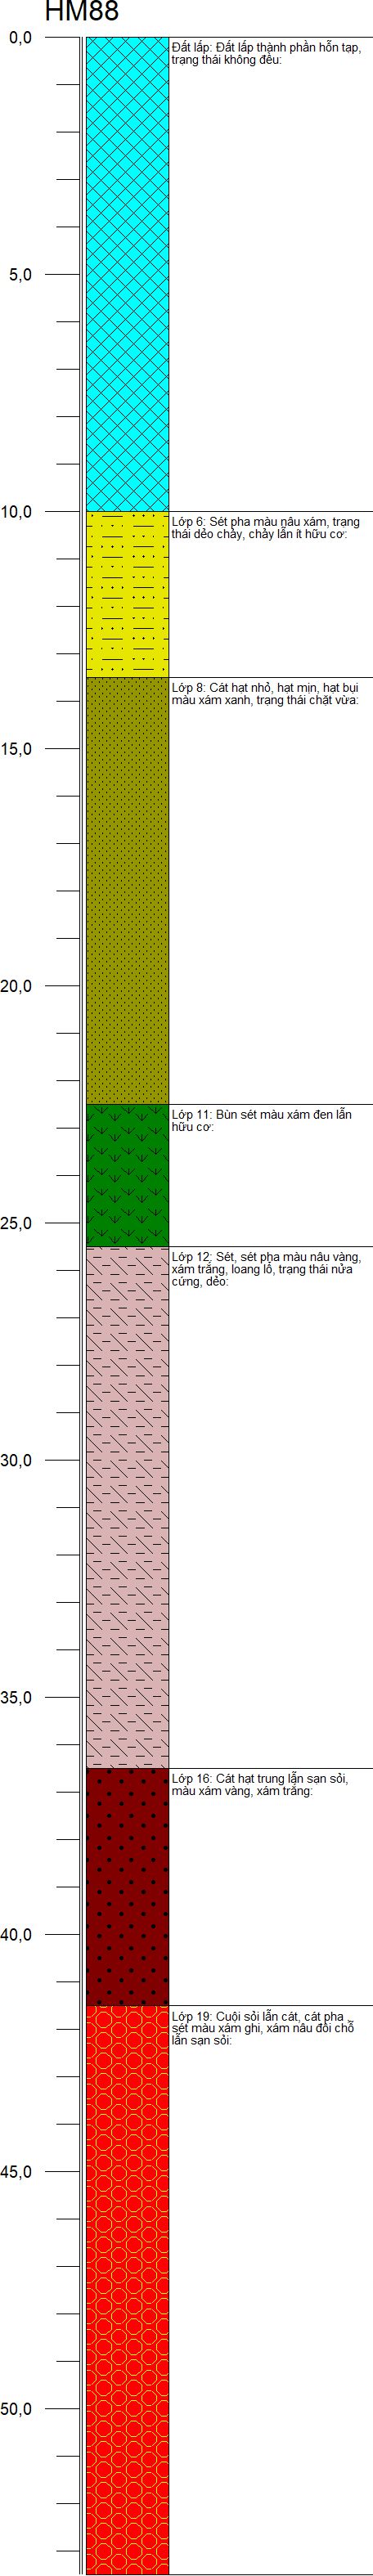 HM88
0,0
Đất lấp: Đất lấp thành phần hỗn tạp,
trạng thái không đều:
5,0
10,0
Lớp 6: Sét pha màu nâu xám, trạng
thái dẻo chảy, chảy lẫn ít hữu cơ:
Lớp 8: Cát hạt nhỏ, hạt mịn, hạt bụi
màu xám xanh, trạng thái chặt vừa:
15,0
20,0
Lớp 11: Bùn sét màu xám đen lẫn
hữu cơ:
25,0
Lớp 12: Sét, sét pha màu nâu vàng,
xám trắng, loang lổ, trạng thái nửa
cứng, dẻo:
30,0
35,0
Lớp 16: Cát hạt trung lẫn sạn sỏi,
màu xám vàng, xám trắng:
40,0
Lớp 19: Cuội sỏi lẫn cát, cát pha
sét màu xám ghi, xám nâu đôi chỗ
lẫn sạn sỏi:
45,0
50,0